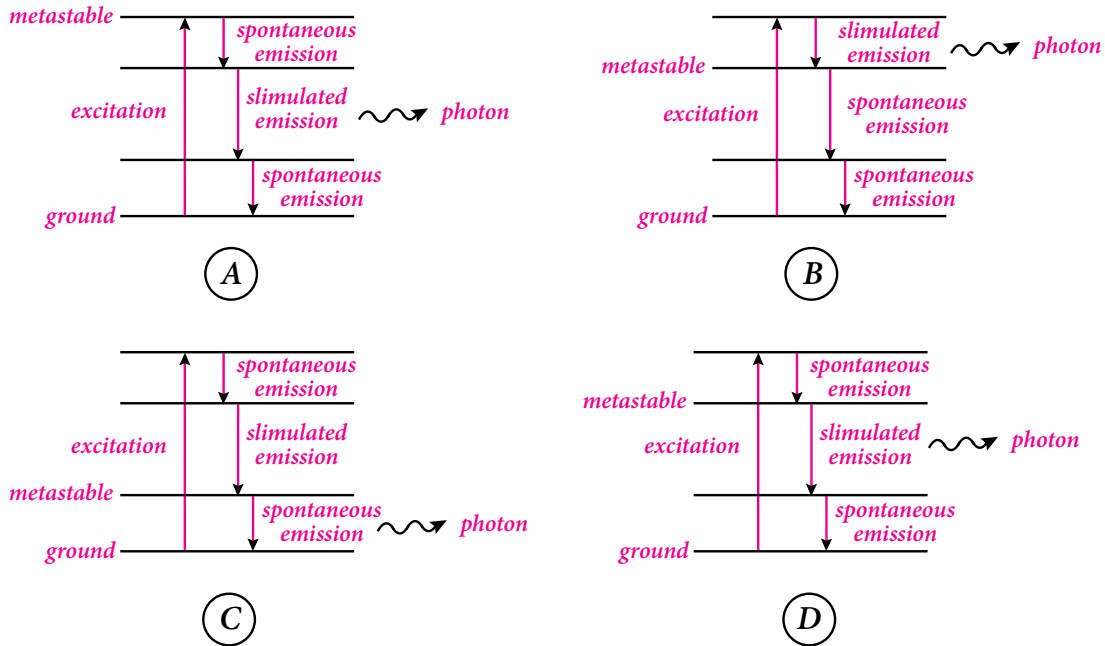 metastable
spontaneous
emission
excitation
slimulated
emission
photon
spontaneous
emission
ground
A
slimulated
emission
photon
metastable
excitation
spontaneous
emission
spontaneous
emission
ground
B
spontaneous
emission
excitation
slimulated
emission
metastable
spontaneous
emission
photon
ground
C
spontaneous
emission
metastable
excitation
slimulated
emission
photon
spontaneous
emission
ground
D